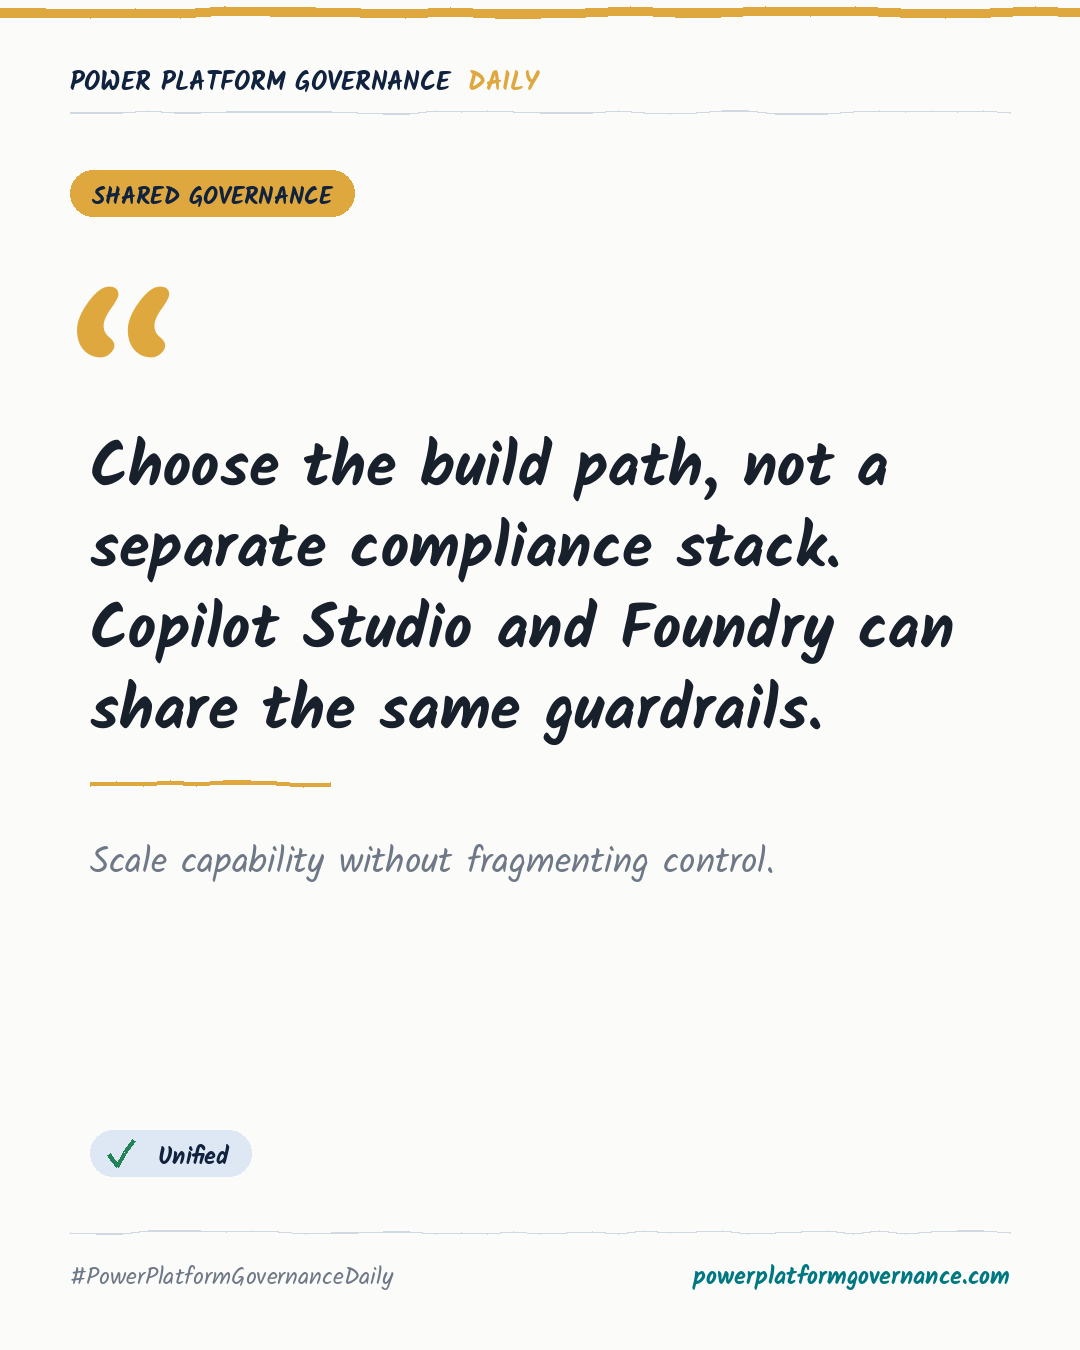 POWER PLATFORM GOVERNANCE DAILY
SHARED GOVERNANCE
“
Choose the build path, not a
separate compliance stack.
Copilot Studio and Foundry can
share the same guardrails.
Scale capability without fragmenting control.
✓ Unified
#PowerPlatformGovernanceDaily
powerplatformgovernance.com